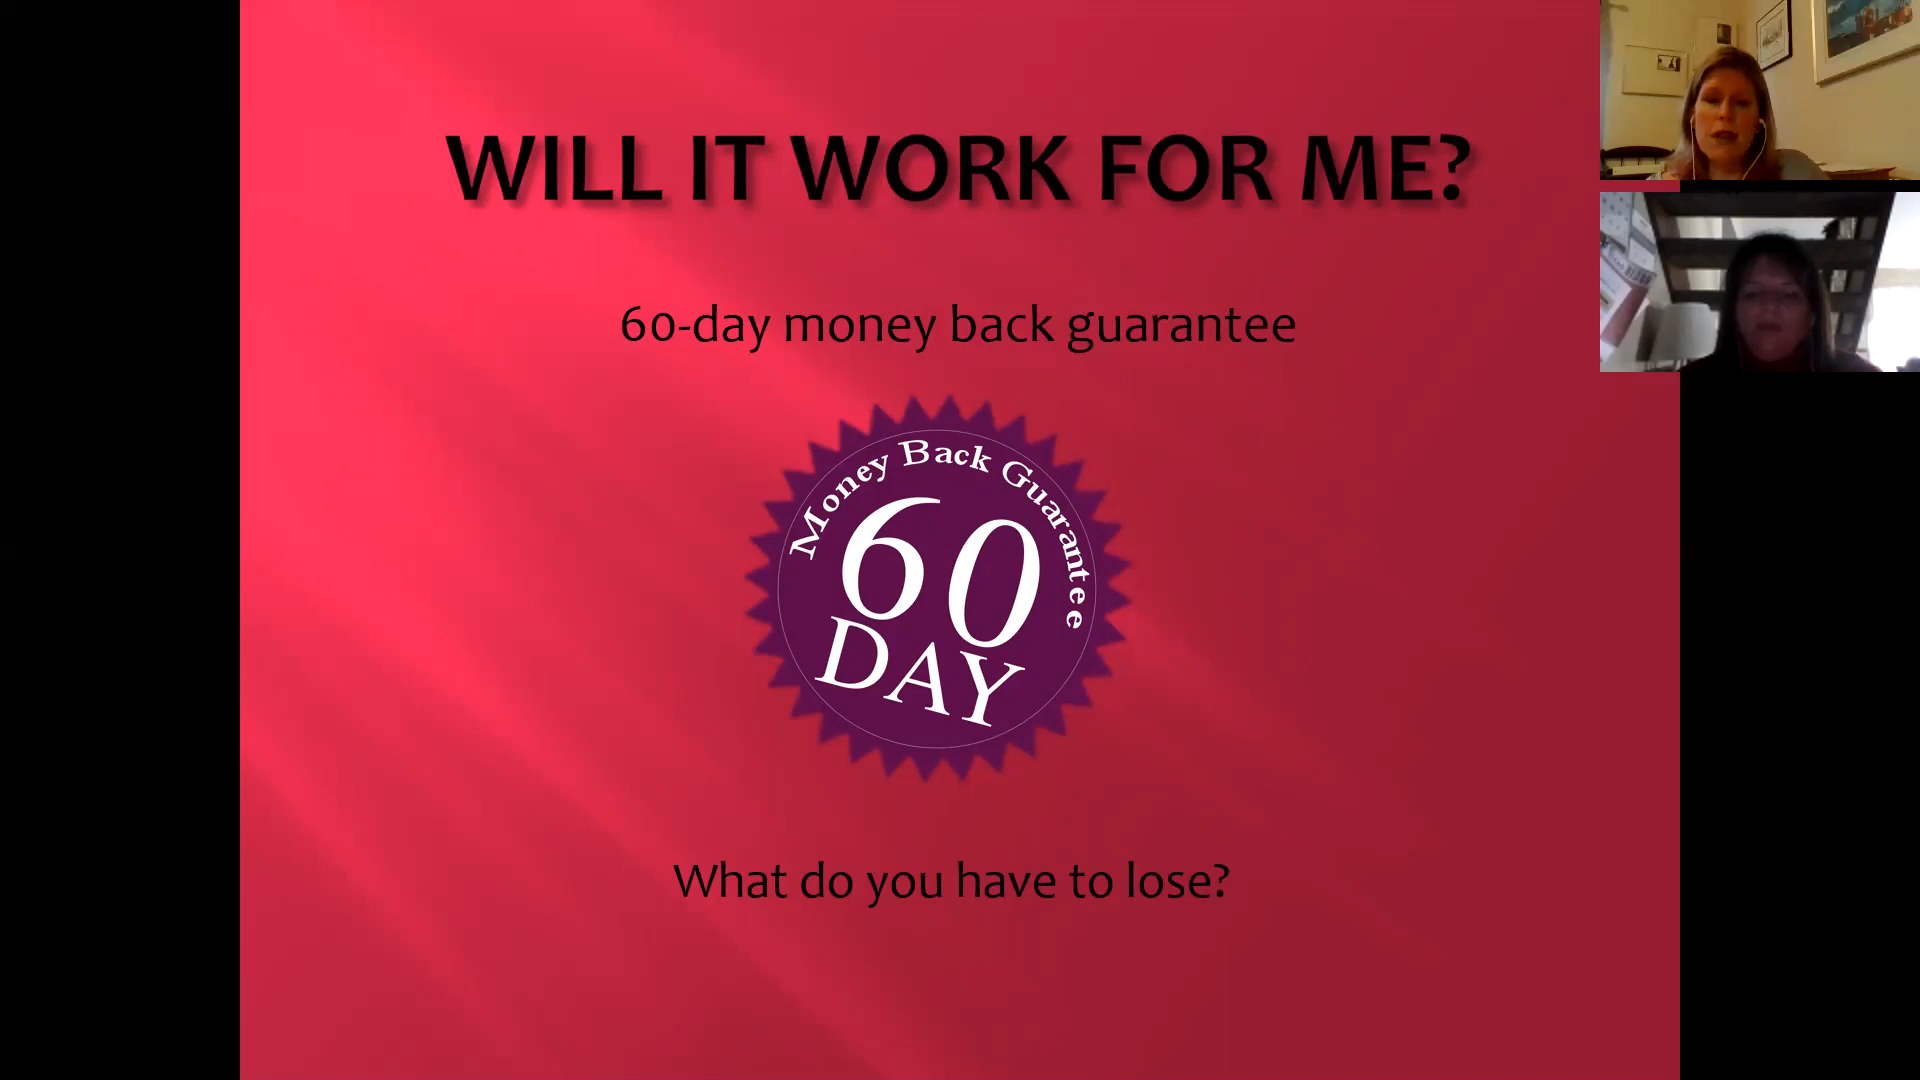 WILL IT WORK FOR ME?
60-day money back guarantee
Money Back Guarantee
60
DAY
What do you have to lose?